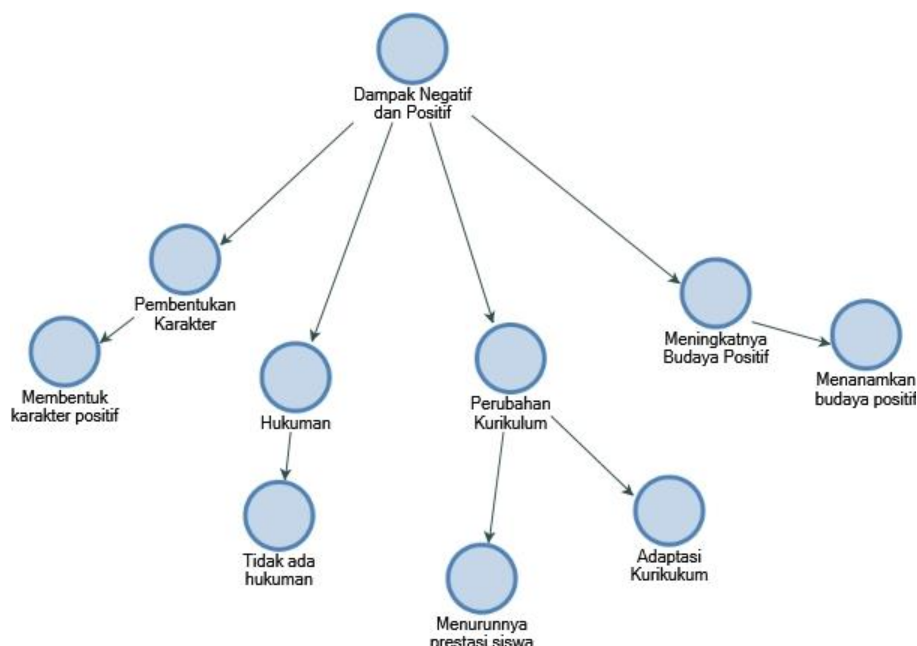 Dampak Negatif
dan Positif
Pembentukan
Karakter
Membentuk
karakter positif
Hukuman
Tidak ada
hukuman
Perubahan
Kurikulum
Menurunnya
prestasi siswa
Adaptasi
Kurikukum
Meningkatnya
Budaya Positif
Menanamkan
budaya positif